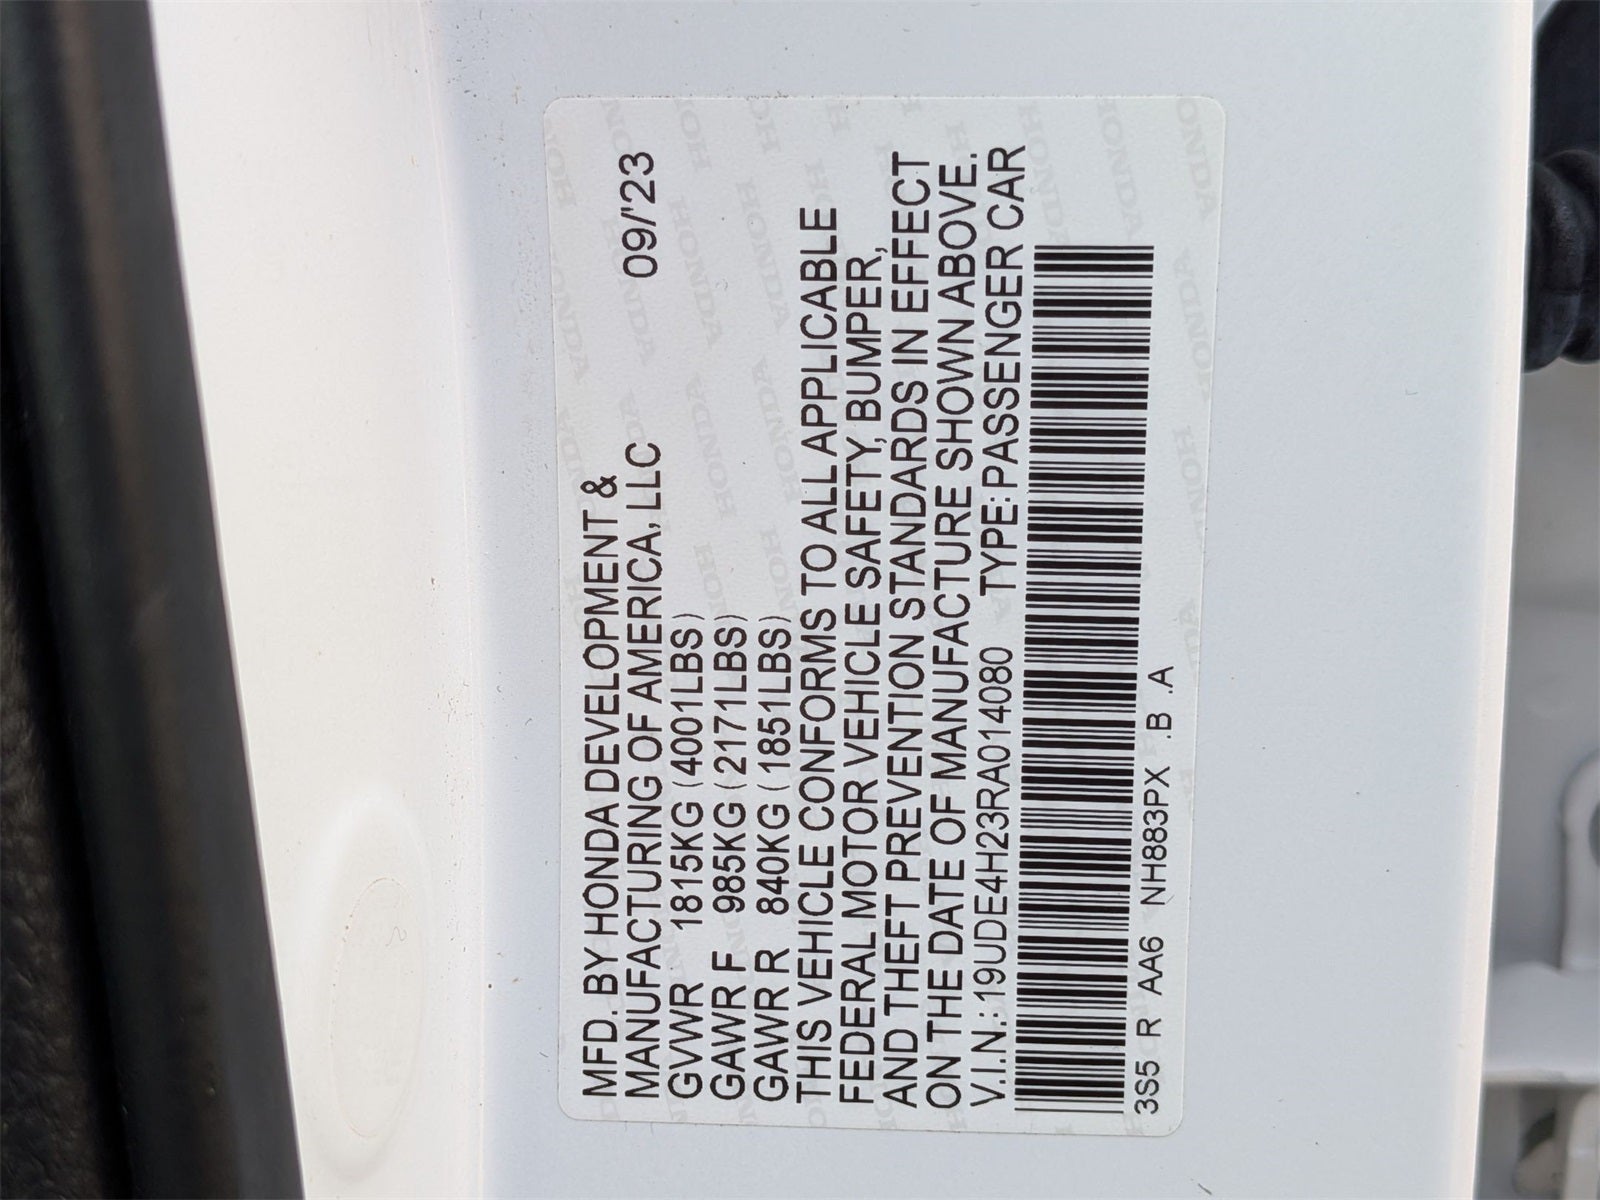 MFD. BY HONDA DEVELOPMENT &
MANUFACTURING OF AMERICA, LLC 09/'23
GVWR 1815KG (4001LBS)
GAWR F 985KG (2171LBS)
GAWR R 840KG (1851LBS)
THIS VEHICLE CONFORMS TO ALL APPLICABLE
FEDERAL MOTOR VEHICLE SAFETY, BUMPER,
AND THEFT PREVENTION STANDARDS IN EFFECT
ON THE DATE OF MANUFACTURE SHOWN ABOVE.
V.I.N.: 19UDE4H23RA014080 TYPE: PASSENGER CAR
3S5 R AA6 NH883PX .B .A